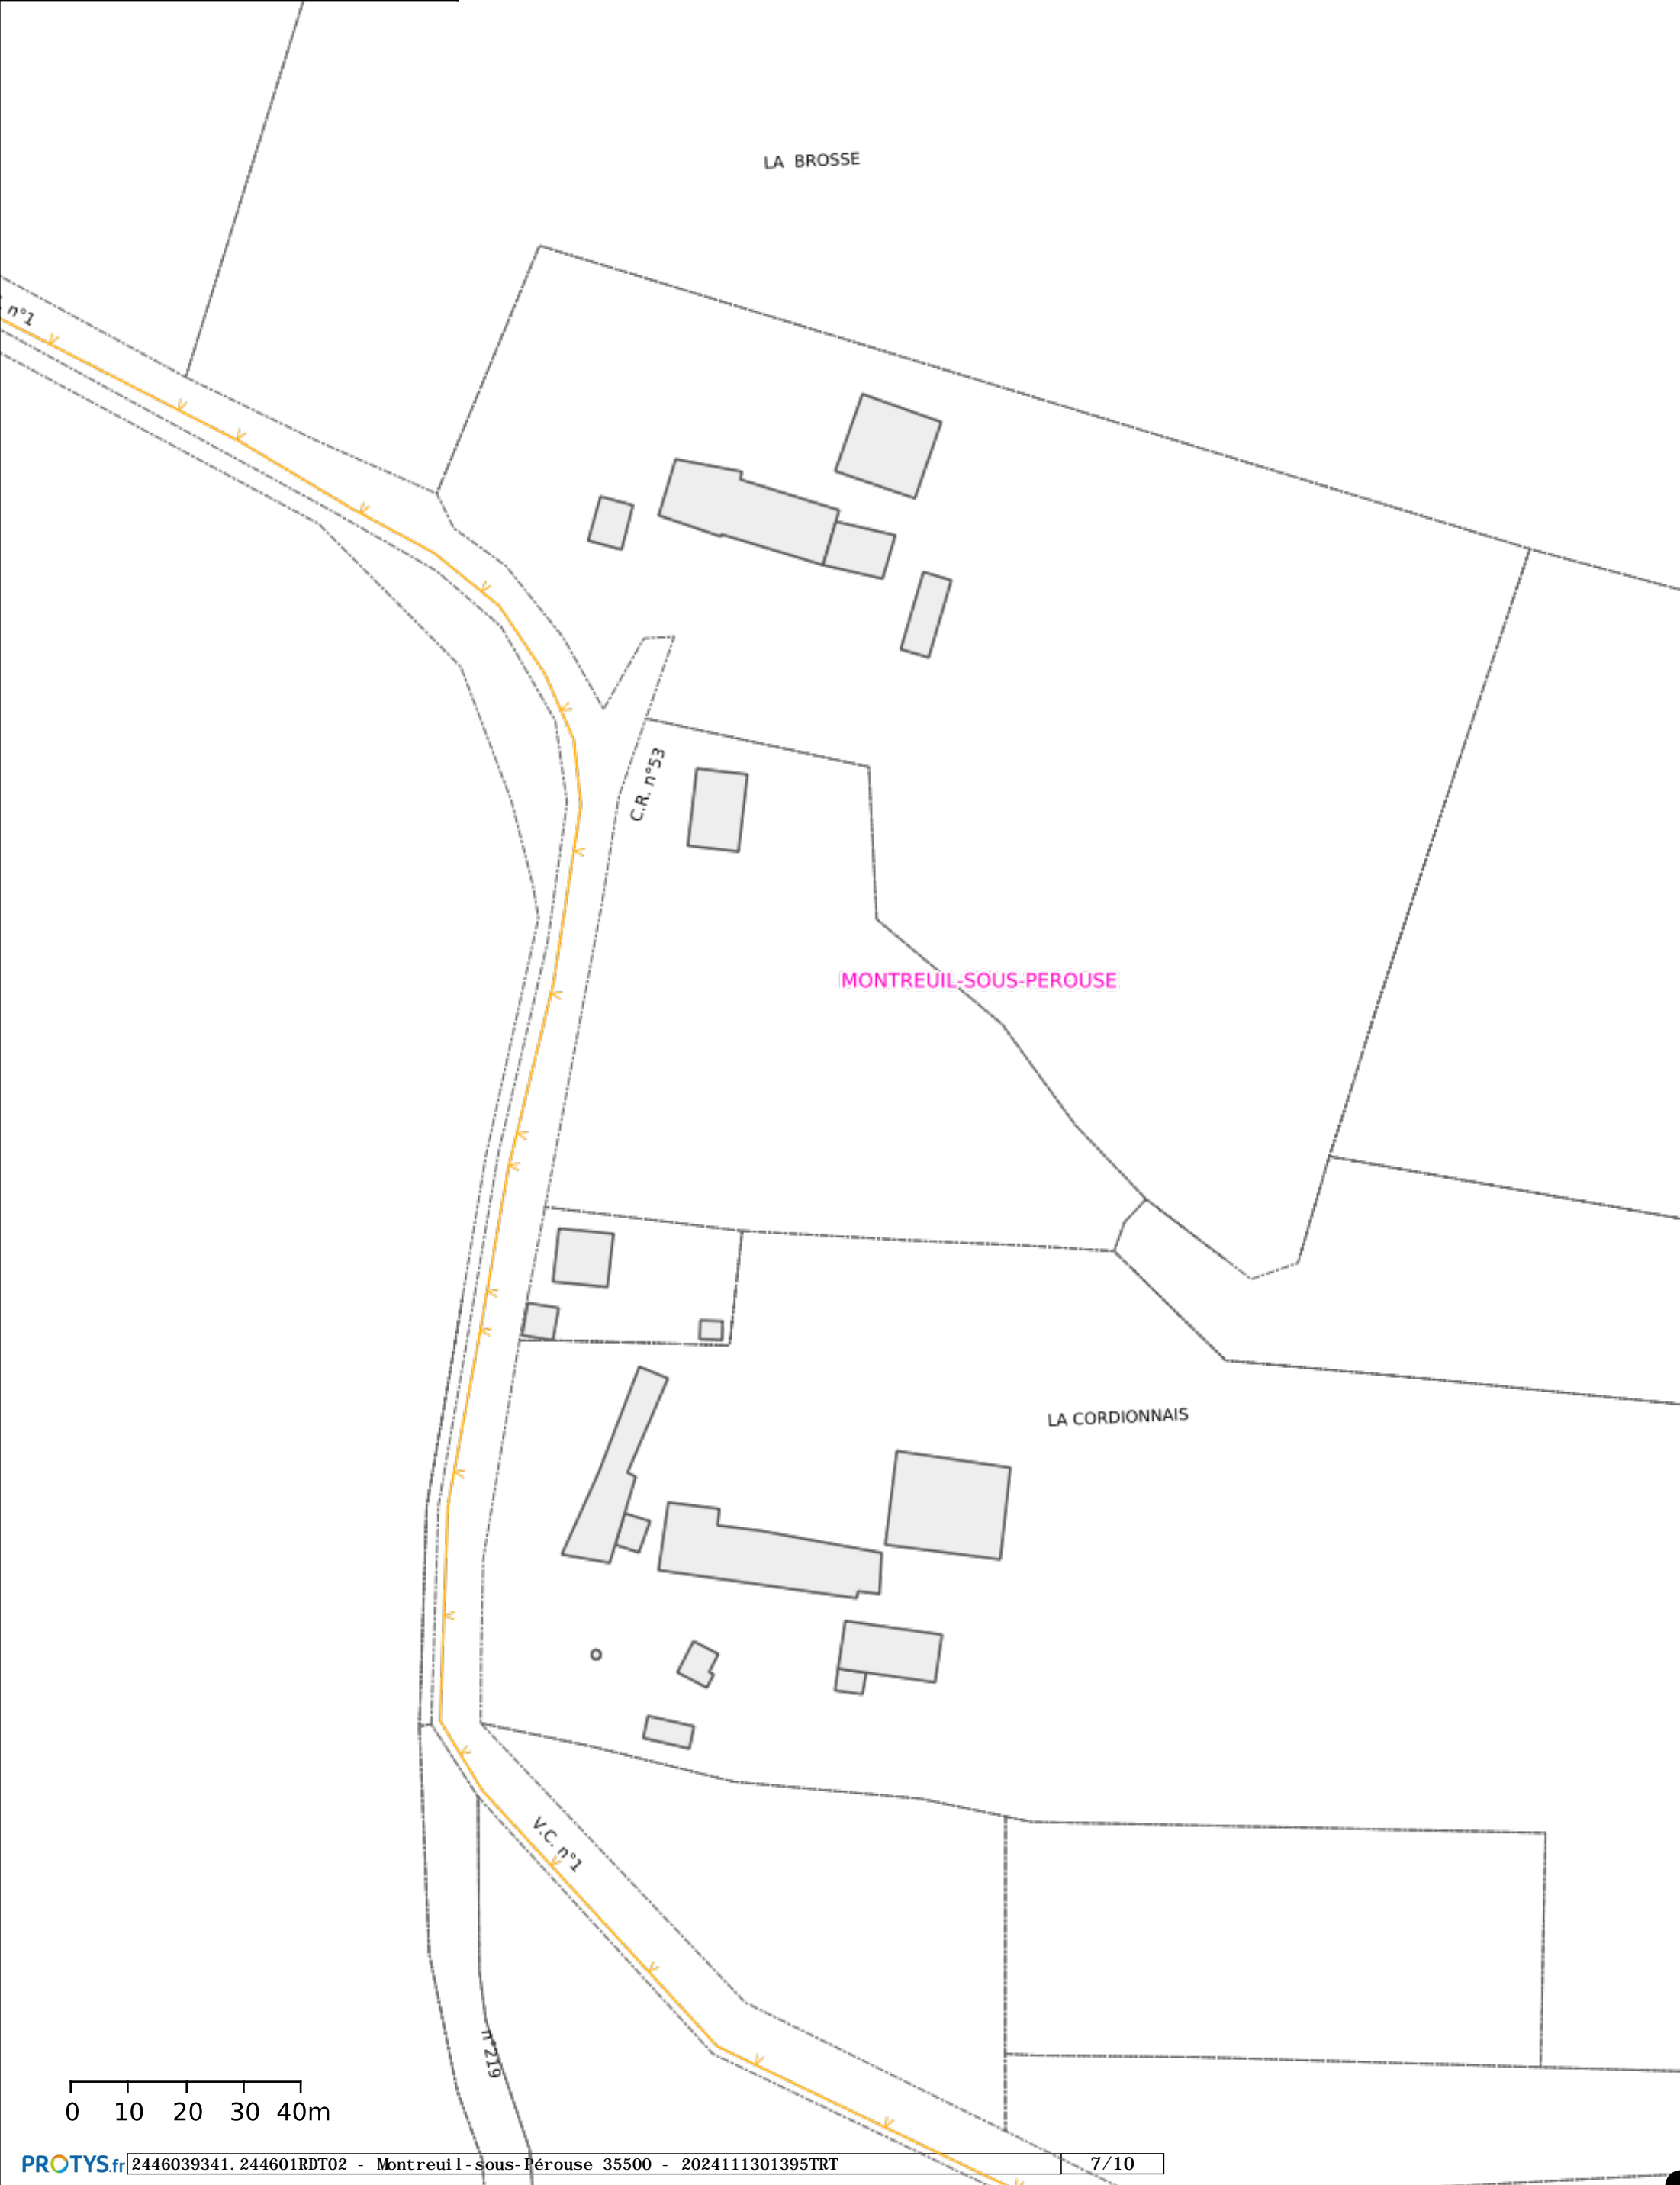 LA BROSSE
. n°1
C.R. n°53
MONTREUIL-SOUS-PEROUSE
LA CORDIONNAIS
V.C. n°1
n°219
0 10 20 30 40m
PROTYS.fr 2446039341.244601RDT02 - Montreuil-sous-Pérouse 35500 - 2024111301395TRT 7/10